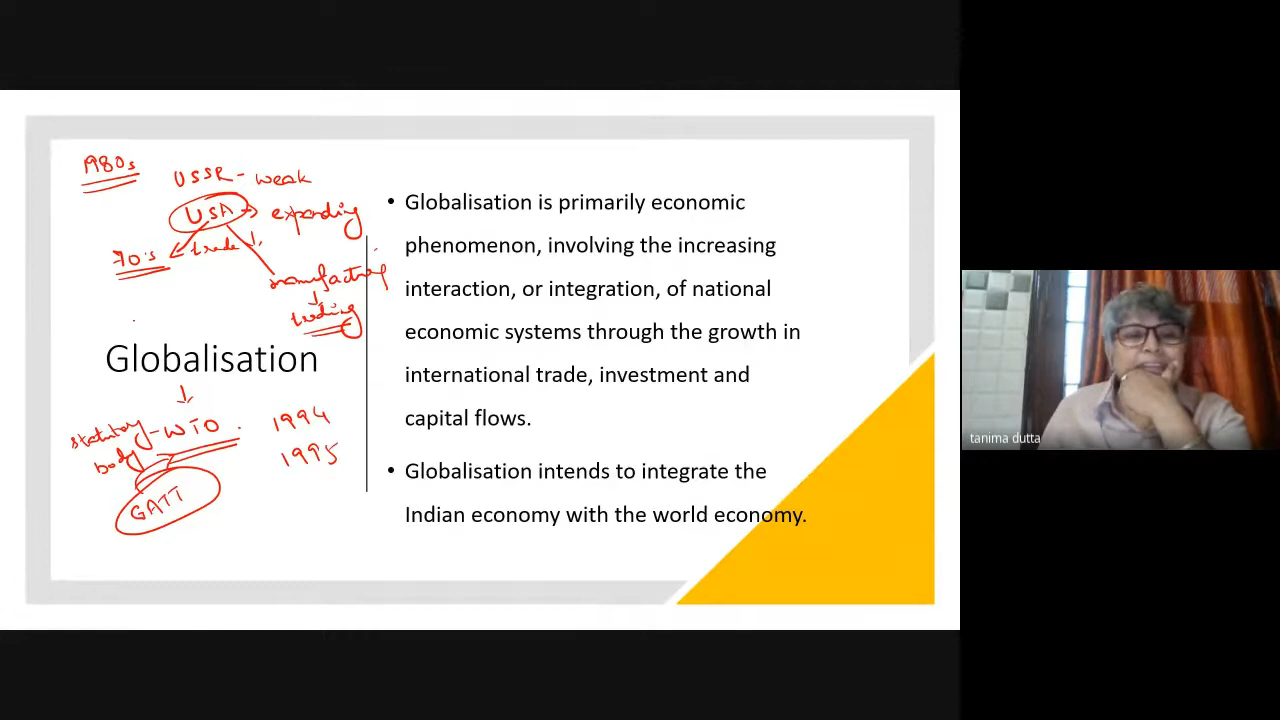 1980s
USSR - weak
USA → expanding
70's ← trade ↓
manufacturing
↓
trading
Globalisation
↓
statutory - WTO . 1994
body 1995
GATT
• Globalisation is primarily economic
phenomenon, involving the increasing
interaction, or integration, of national
economic systems through the growth in
international trade, investment and
capital flows.
• Globalisation intends to integrate the
Indian economy with the world economy.
tanima dutta